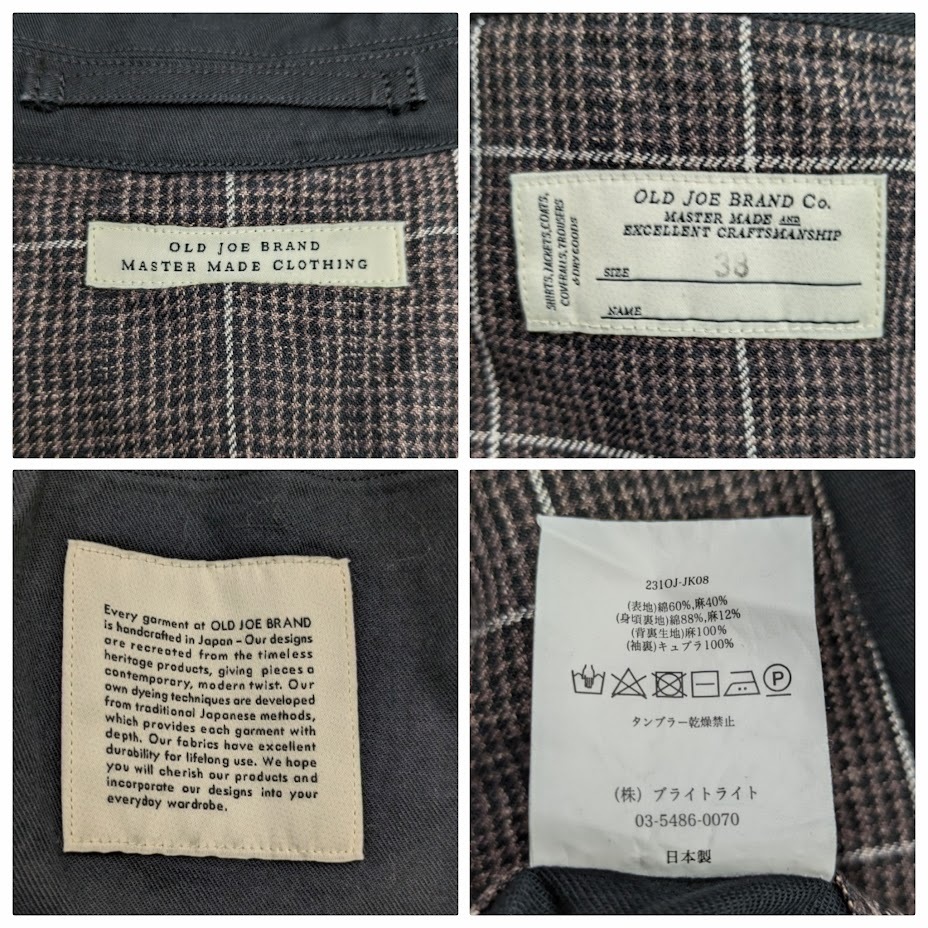 OLD JOE BRAND
MASTER MADE CLOTHING
OLD JOE BRAND Co.
MASTER MADE AND
EXCELLENT CRAFTSMANSHIP
SHIRTS, JACKETS, COATS,
COVERALLS, TROUSERS
& DRY GOODS
SIZE 38
NAME
Every garment at OLD JOE BRAND
is handcrafted in Japan – Our designs
are recreated from the timeless
heritage products, giving pieces a
contemporary, modern twist. Our
own dyeing techniques are developed
from traditional Japanese methods,
which provides each garment with
depth. Our fabrics have excellent
durability for lifelong use. We hope
you will cherish our products and
incorporate our designs into your
everyday wardrobe.
231OJ-JK08
(表地)綿60%,麻40%
(身頃裏地)綿88%,麻12%
(背裏生地)麻100%
(袖裏)キュプラ100%
P
タンブラー乾燥禁止
(株) ブライトライト
03-5486-0070
日本製